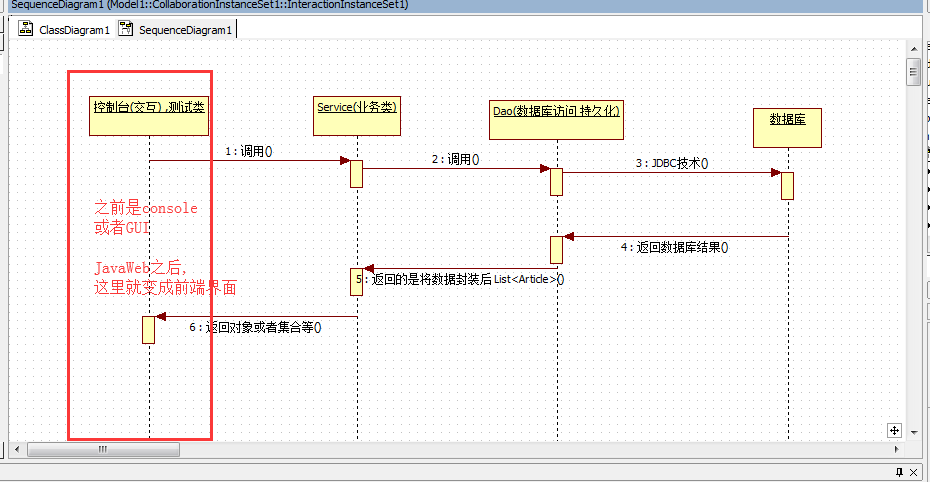 SequenceDiagram1 (Model1::CollaborationInstanceSet1::InteractionInstanceSet1)
ClassDiagram1 SequenceDiagram1
控制台(交互) ,测试类
Service(业务类)
Dao(数据库访问 持久化)
数据库
1 : 调用()
2 : 调用()
3 : JDBC技术()
之前是console
或者GUI
4 : 返回数据库结果()
JavaWeb之后,
这里就变成前端界面
5 : 返回的是将数据封装后 List<Article>()
6 : 返回对象或者集合等()